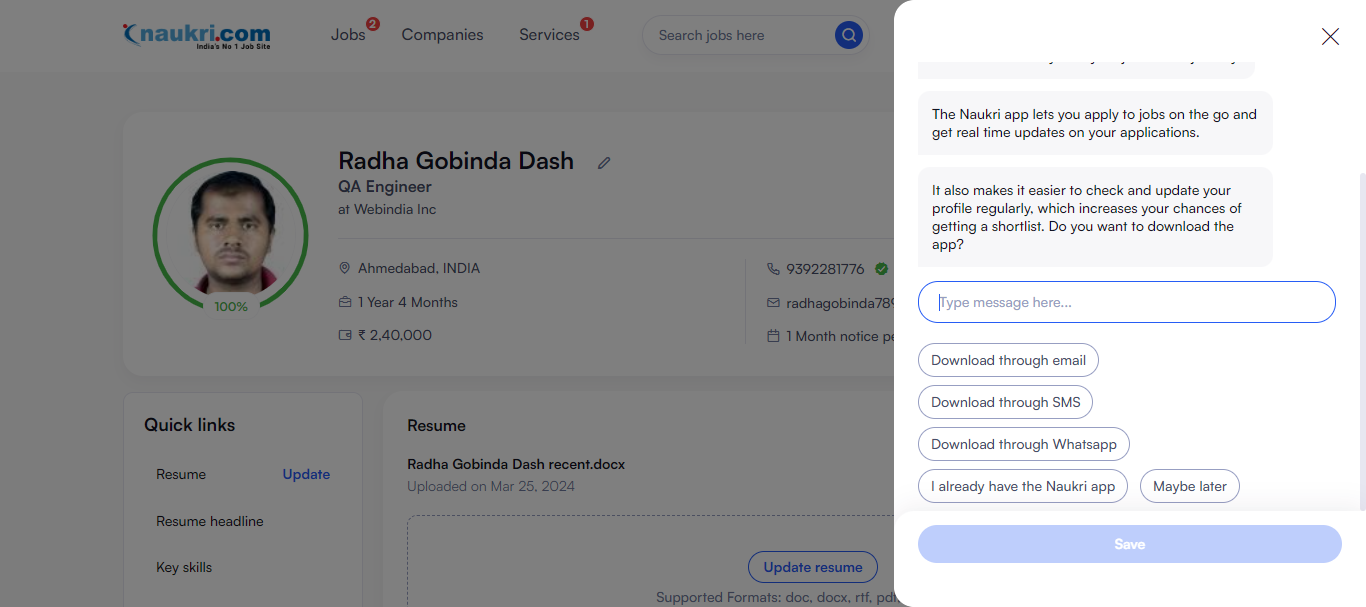 naukri.com
India's No 1 Job Site
Jobs 2
Companies
Services 1
Search jobs here
Radha Gobinda Dash
QA Engineer
at Webindia Inc
100%
Ahmedabad, INDIA
1 Year 4 Months
₹ 2,40,000
9392281776
radhagobinda789
1 Month notice
Quick links
Resume
Update
Resume headline
Key skills
Resume
Radha Gobinda Dash recent.docx
Uploaded on Mar 25, 2024
Update resume
Supported Formats: doc, docx, rtf, pdf
The Naukri app lets you apply to jobs on the go and
get real time updates on your applications.
It also makes it easier to check and update your
profile regularly, which increases your chances of
getting a shortlist. Do you want to download the
app?
Type message here...
Download through email
Download through SMS
Download through Whatsapp
I already have the Naukri app
Maybe later
Save